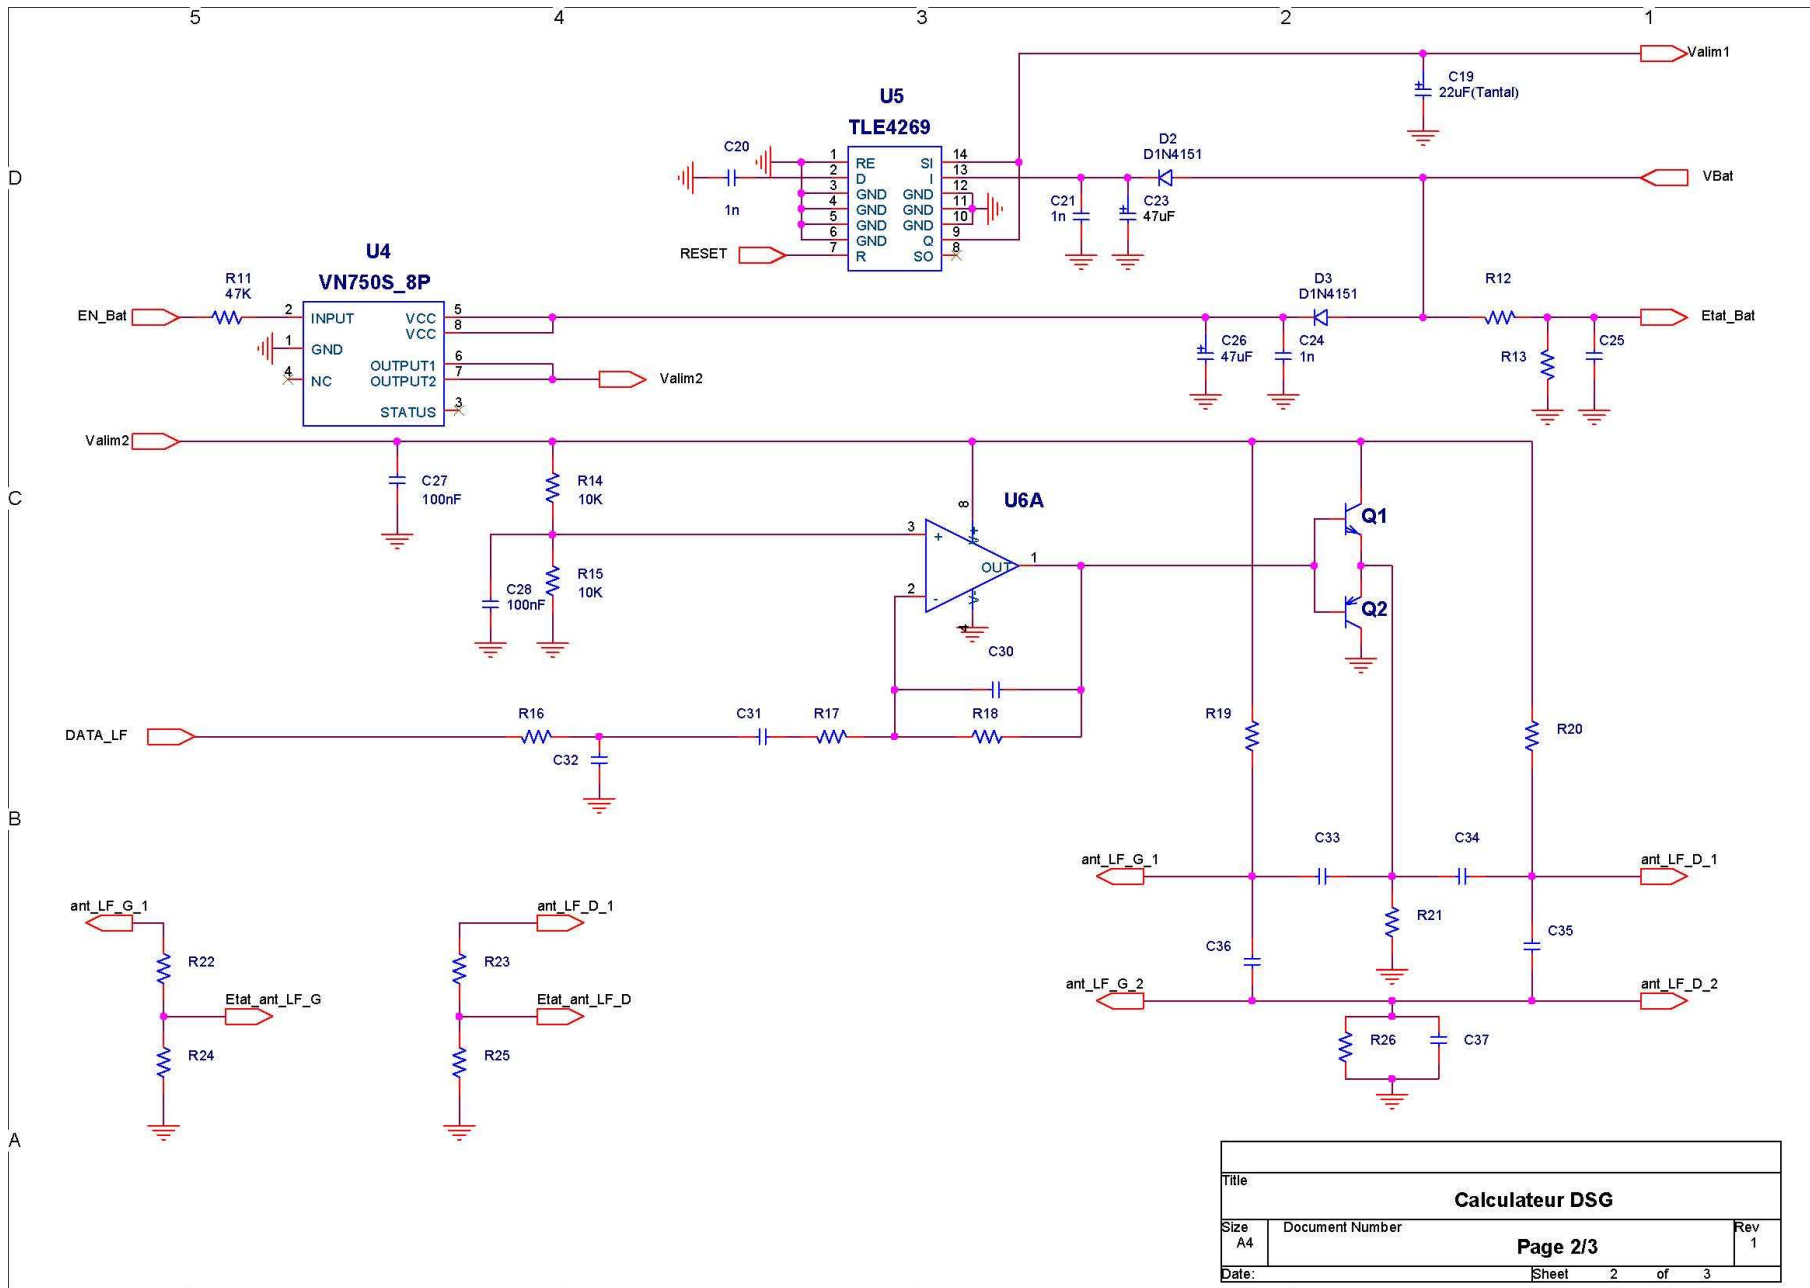 5 4 3 2 1
Valim1
C19
22uF(Tantal)
U5
TLE4269
D2
D1N4151
C20
1n
1 RE SI 14
2 D I 13
3 GND GND 12
4 GND GND 11
5 GND GND 10
6 GND Q 9
7 R SO 8
D
VBat
C21
1n
C23
47uF
RESET
U4
VN750S_8P
R11
47K
EN_Bat
2 INPUT VCC 5
VCC 8
1 GND
OUTPUT1 6
4 NC OUTPUT2 7
STATUS 3
Valim2
D3
D1N4151
R12
Etat_Bat
C26
47uF
C24
1n
R13
C25
Valim2
C
C27
100nF
R14
10K
R15
10K
C28
100nF
U6A
8
V+
3 +
OUT 1
2 -
V-
4
Q1
Q2
C30
DATA_LF
R16
C32
C31
R17
R18
R19
R20
B
C33
C34
ant_LF_G_1
ant_LF_D_1
R21
C36
C35
ant_LF_G_2
ant_LF_D_2
R26
C37
ant_LF_G_1
R22
Etat_ant_LF_G
R24
ant_LF_D_1
R23
Etat_ant_LF_D
R25
A
Title
Calculateur DSG
Size
A4
Document Number
Page 2/3
Rev
1
Date:
Sheet 2 of 3